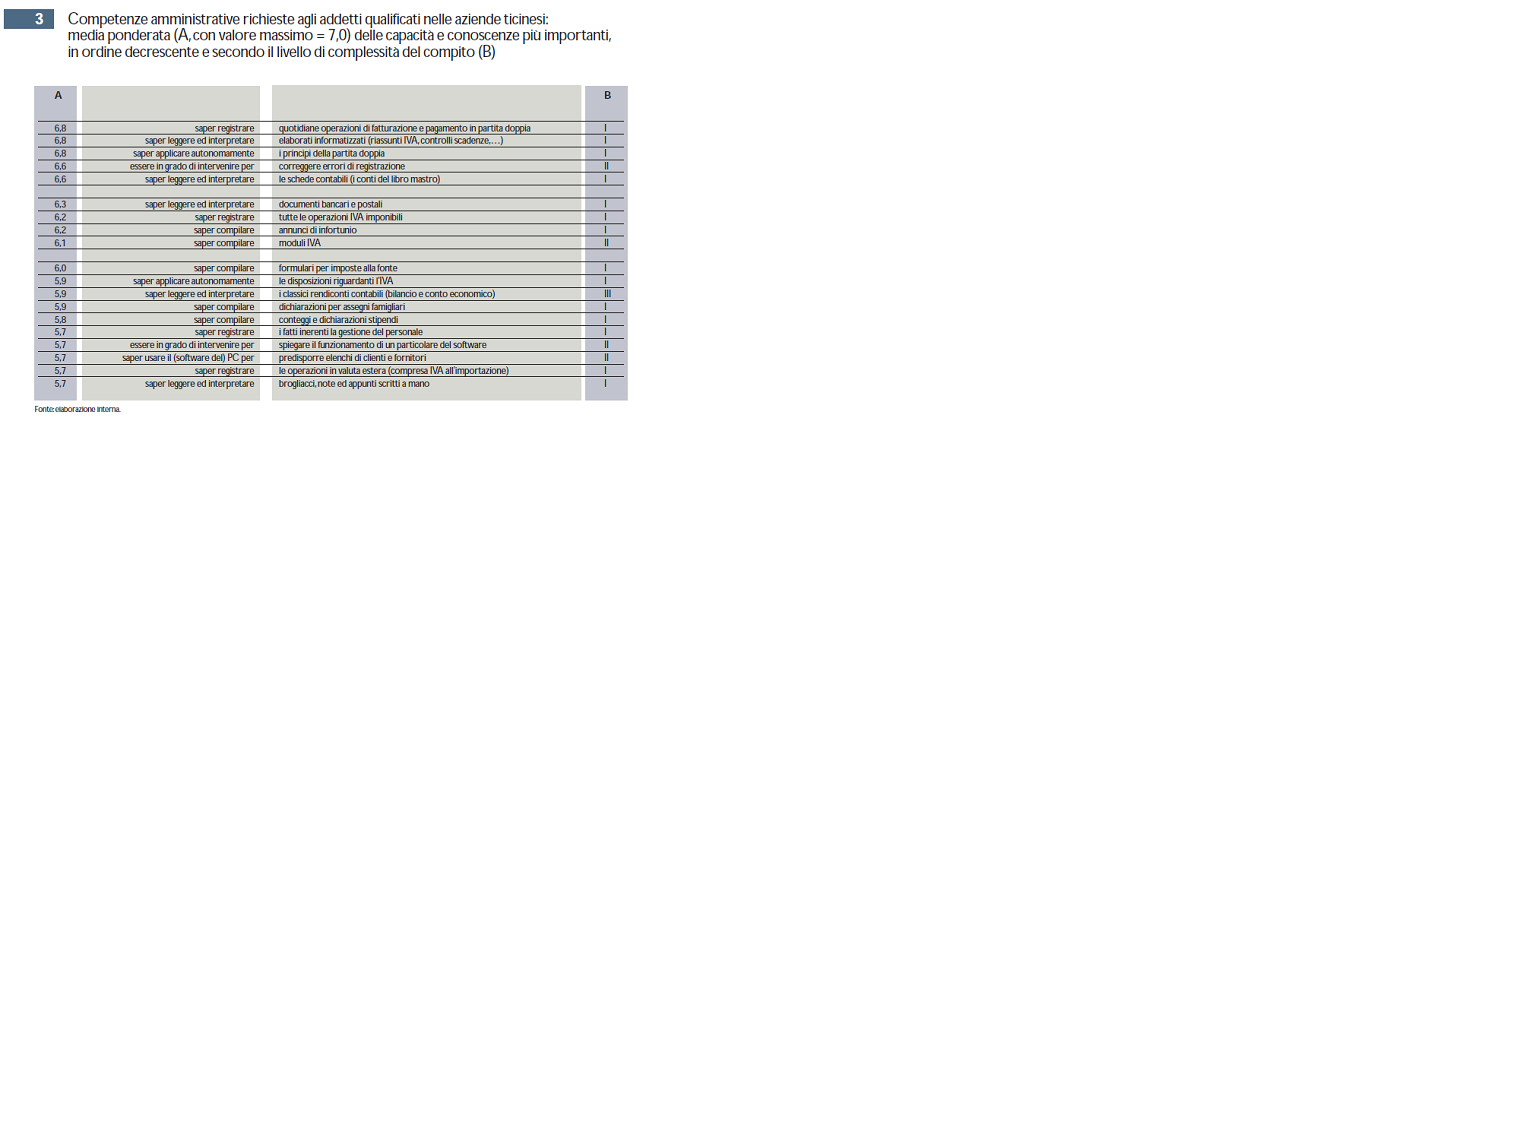 3
Competenze amministrative richieste agli addetti qualificati nelle aziende ticinesi:
media ponderata (A, con valore massimo = 7,0) delle capacità e conoscenze più importanti,
in ordine decrescente e secondo il livello di complessità del compito (B)
A B
6,8 saper registrare quotidiane operazioni di fatturazione e pagamento in partita doppia I
6,8 saper leggere ed interpretare elaborati informatizzati (riassunti IVA, controlli scadenze,…) I
6,8 saper applicare autonomamente i principi della partita doppia I
6,6 essere in grado di intervenire per correggere errori di registrazione II
6,6 saper leggere ed interpretare le schede contabili (i conti del libro mastro) I
6,3 saper leggere ed interpretare documenti bancari e postali I
6,2 saper registrare tutte le operazioni IVA imponibili I
6,2 saper compilare annunci di infortunio I
6,1 saper compilare moduli IVA II
6,0 saper compilare formulari per imposte alla fonte I
5,9 saper applicare autonomamente le disposizioni riguardanti l'IVA I
5,9 saper leggere ed interpretare i classici rendiconti contabili (bilancio e conto economico) III
5,9 saper compilare dichiarazioni per assegni famigliari I
5,8 saper compilare conteggi e dichiarazioni stipendi I
5,7 saper registrare i fatti inerenti la gestione del personale I
5,7 essere in grado di intervenire per spiegare il funzionamento di un particolare del software II
5,7 saper usare il (software del) PC per predisporre elenchi di clienti e fornitori II
5,7 saper registrare le operazioni in valuta estera (compresa IVA all'importazione) I
5,7 saper leggere ed interpretare brogliacci, note ed appunti scritti a mano I
Fonte: elaborazione interna.